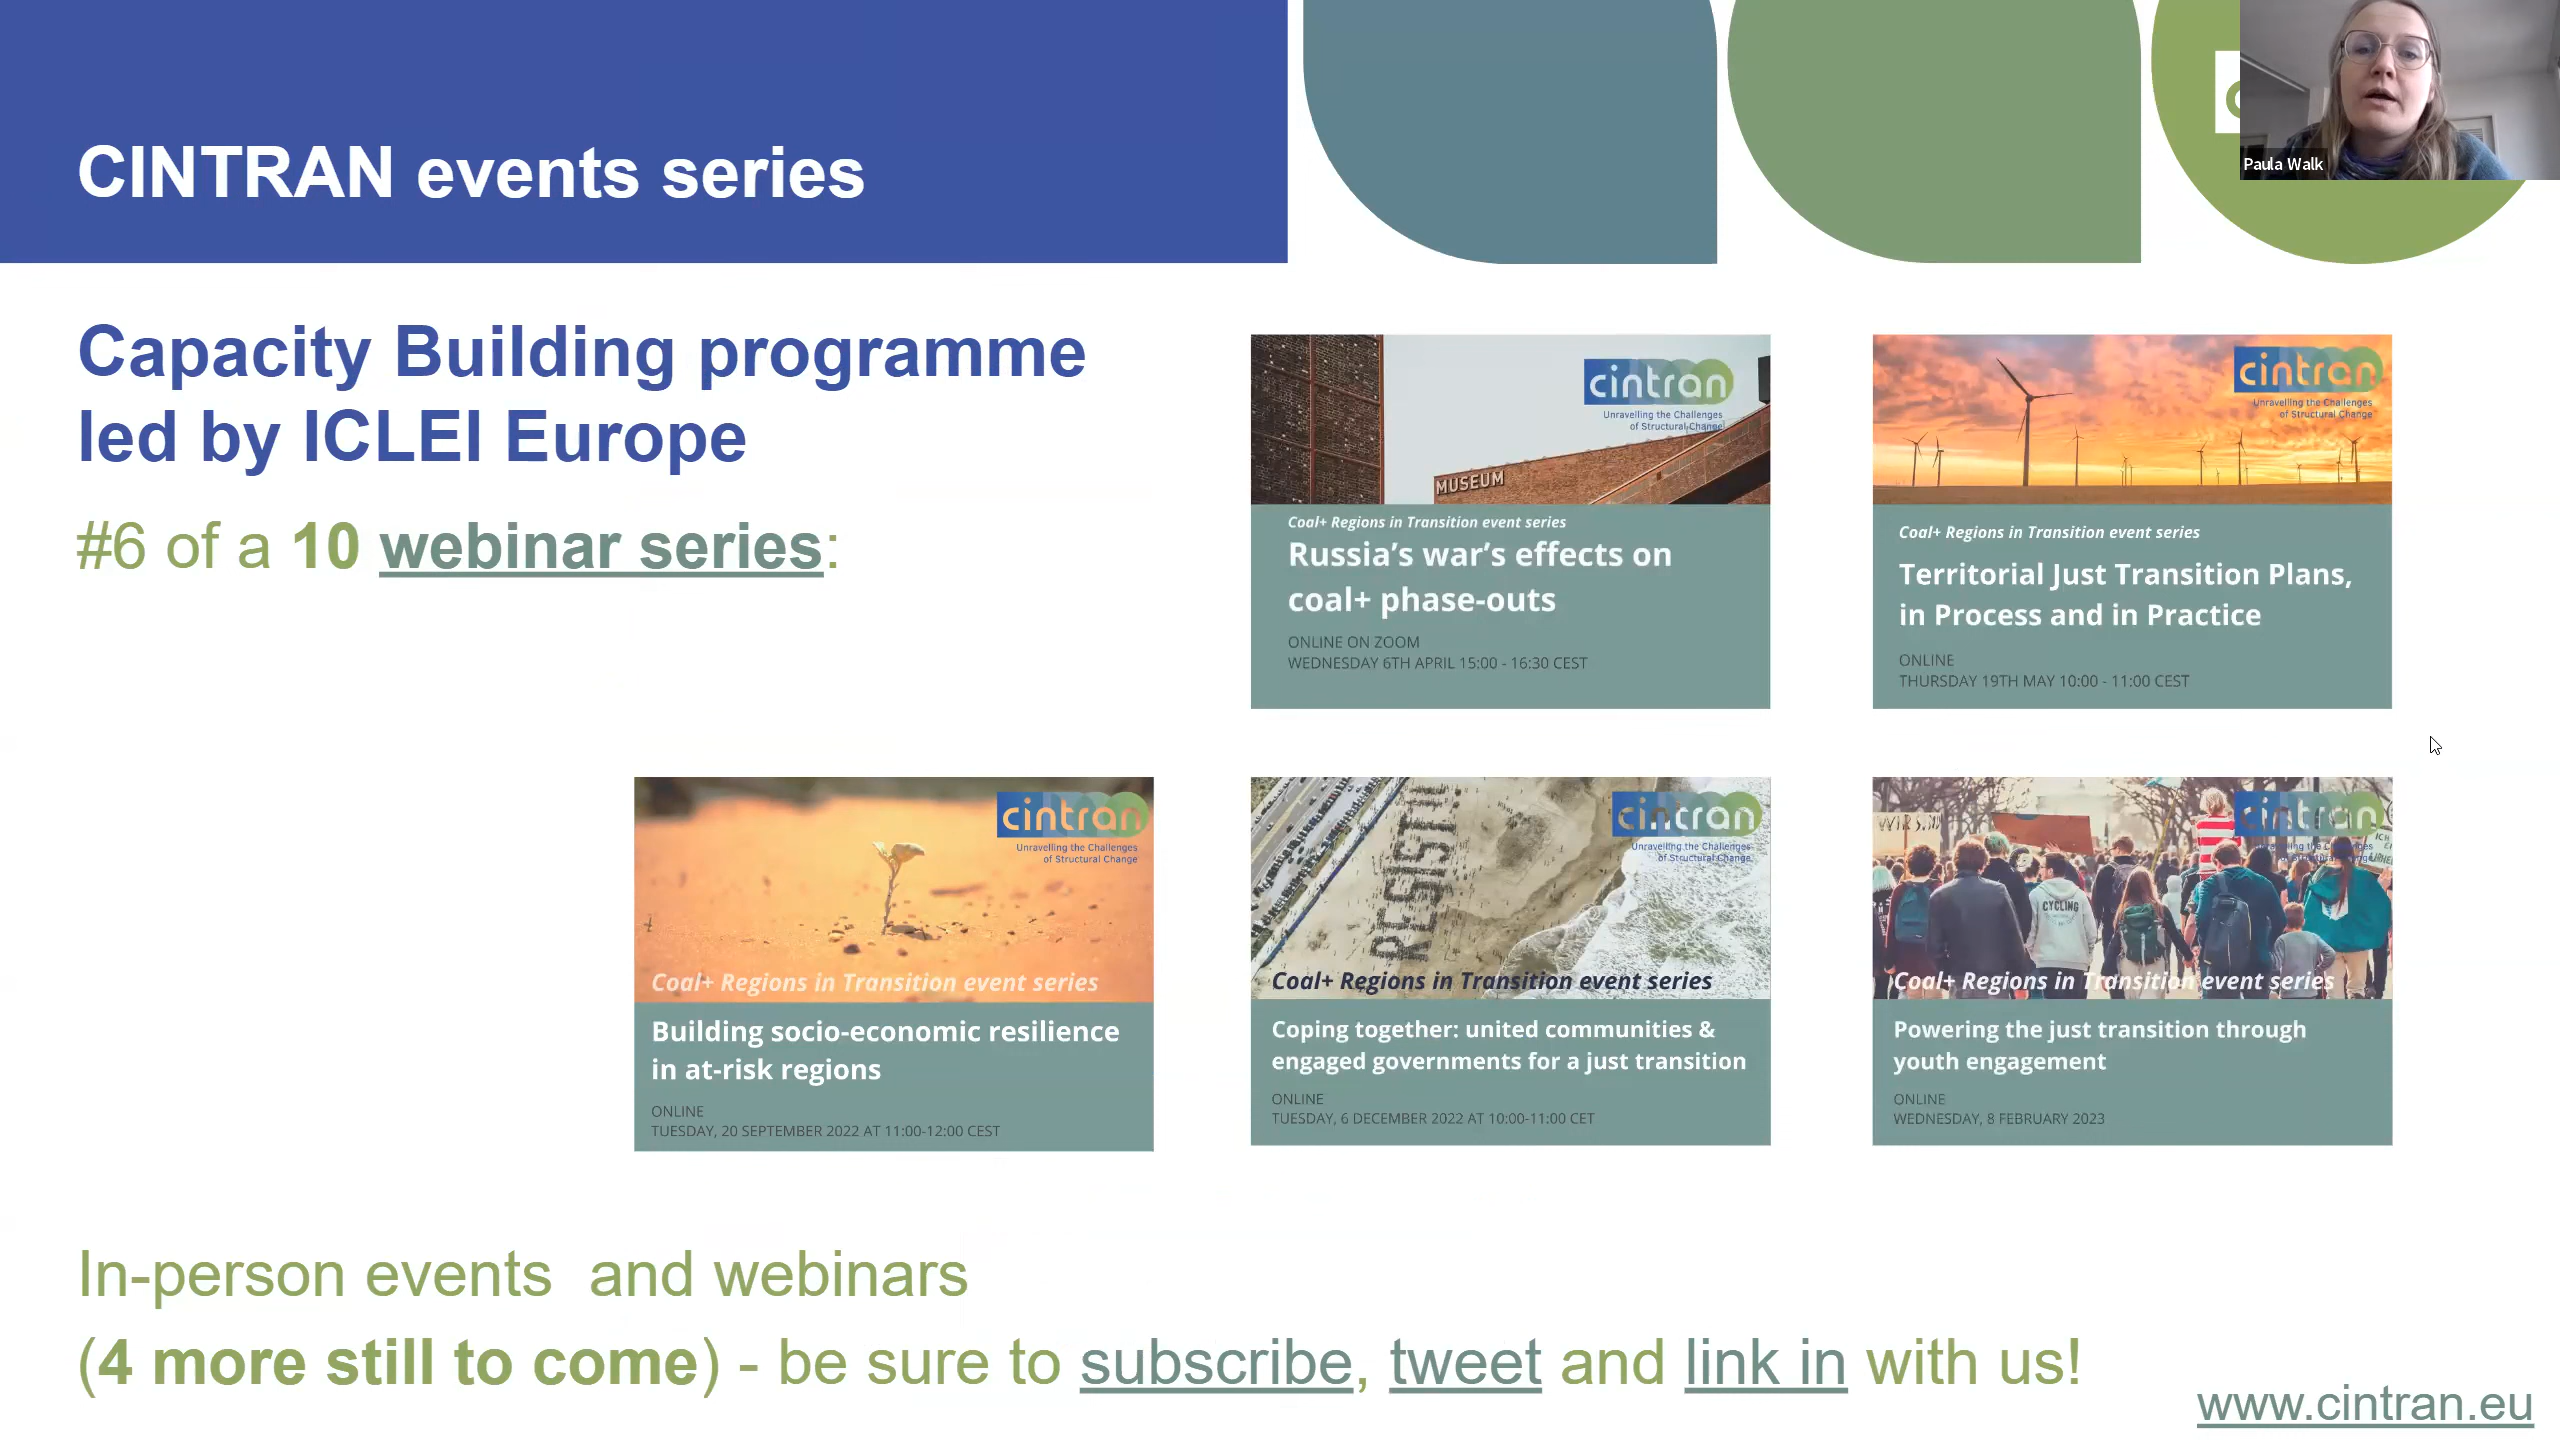 CINTRAN events series
Paula Walk
Capacity Building programme
led by ICLEI Europe
#6 of a 10 webinar series:
cintran
Unravelling the Challenges
of Structural Change
MUSEUM
Coal+ Regions in Transition event series
Russia's war's effects on
coal+ phase-outs
ONLINE ON ZOOM
WEDNESDAY 6TH APRIL 15:00 - 16:30 CEST
cintran
Unravelling the Challenges
of Structural Change
Coal+ Regions in Transition event series
Territorial Just Transition Plans,
in Process and in Practice
ONLINE
THURSDAY 19TH MAY 10:00 - 11:00 CEST
cintran
Unravelling the Challenges
of Structural Change
Coal+ Regions in Transition event series
Building socio-economic resilience
in at-risk regions
ONLINE
TUESDAY, 20 SEPTEMBER 2022 AT 11:00-12:00 CEST
cintran
Unravelling the Challenges
of Structural Change
Coal+ Regions in Transition event series
Coping together: united communities &
engaged governments for a just transition
ONLINE
TUESDAY, 6 DECEMBER 2022 AT 10:00-11:00 CET
cintran
Unravelling the Challenges
of Structural Change
CYCLING
Coal+ Regions in Transition event series
Powering the just transition through
youth engagement
ONLINE
WEDNESDAY, 8 FEBRUARY 2023
In-person events and webinars
(4 more still to come) - be sure to subscribe, tweet and link in with us!
www.cintran.eu